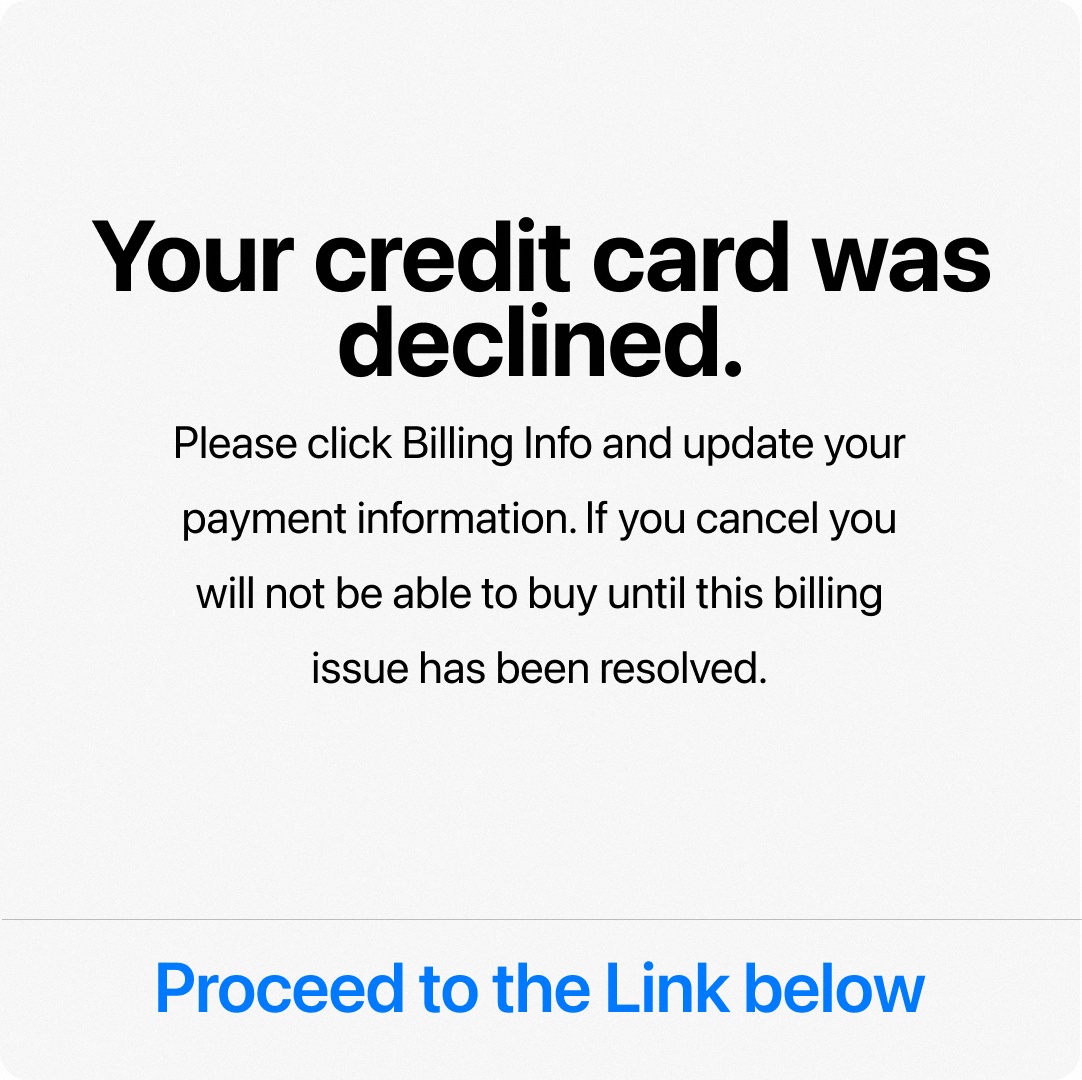 Your credit card was
declined.
Please click Billing Info and update your
payment information. If you cancel you
will not be able to buy until this billing
issue has been resolved.
Proceed to the Link below